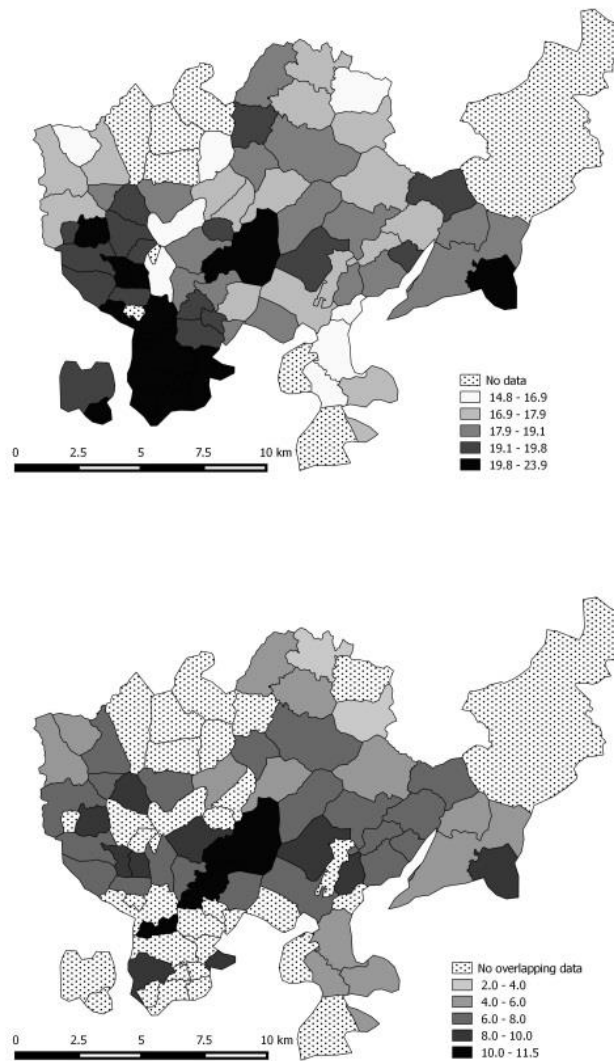 No data
14.8 - 16.9
16.9 - 17.9
17.9 - 19.1
19.1 - 19.8
19.8 - 23.9
0 2.5 5 7.5 10 km
No overlapping data
2.0 - 4.0
4.0 - 6.0
6.0 - 8.0
8.0 - 10.0
10.0 - 11.5
0 2.5 5 7.5 10 km